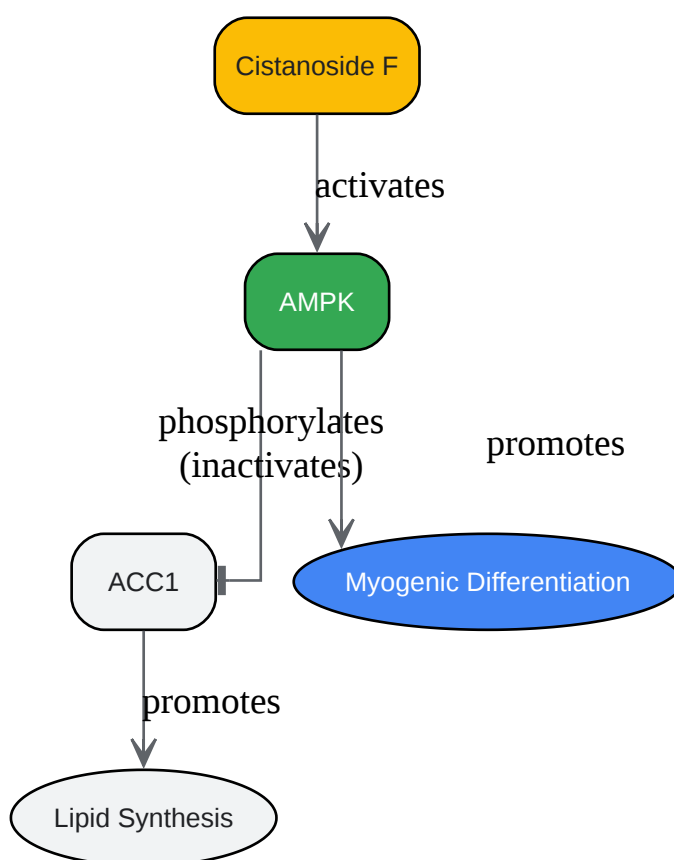 Cistanoside F
activates
AMPK
phosphorylates
(inactivates)
promotes
ACC1
Myogenic Differentiation
promotes
Lipid Synthesis